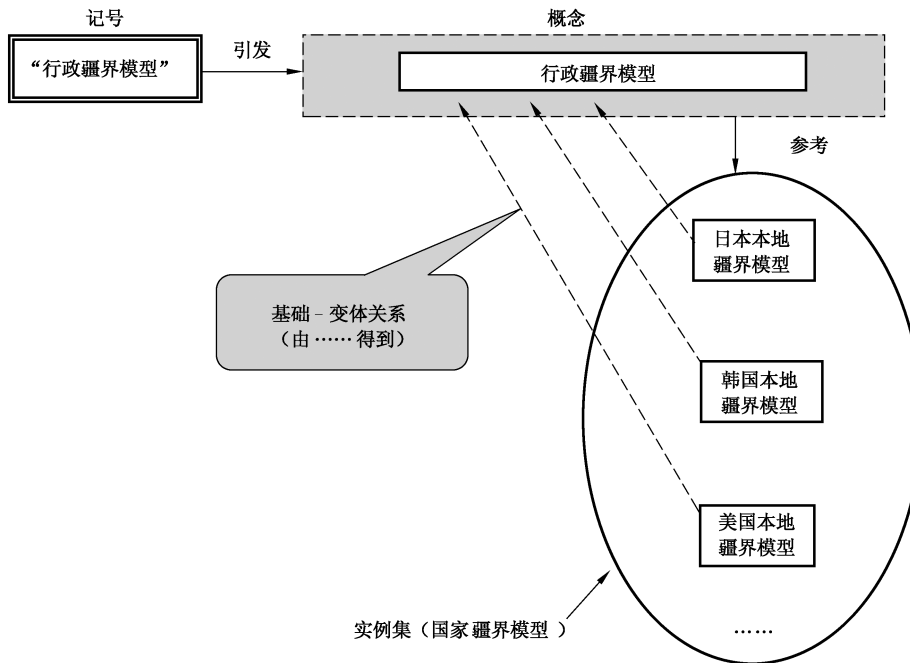 记号
概念
“行政疆界模型”
引发
行政疆界模型
参考
日本本地
疆界模型
基础–变体关系
（由……得到）
韩国本地
疆界模型
美国本地
疆界模型
实例集（国家疆界模型）
……